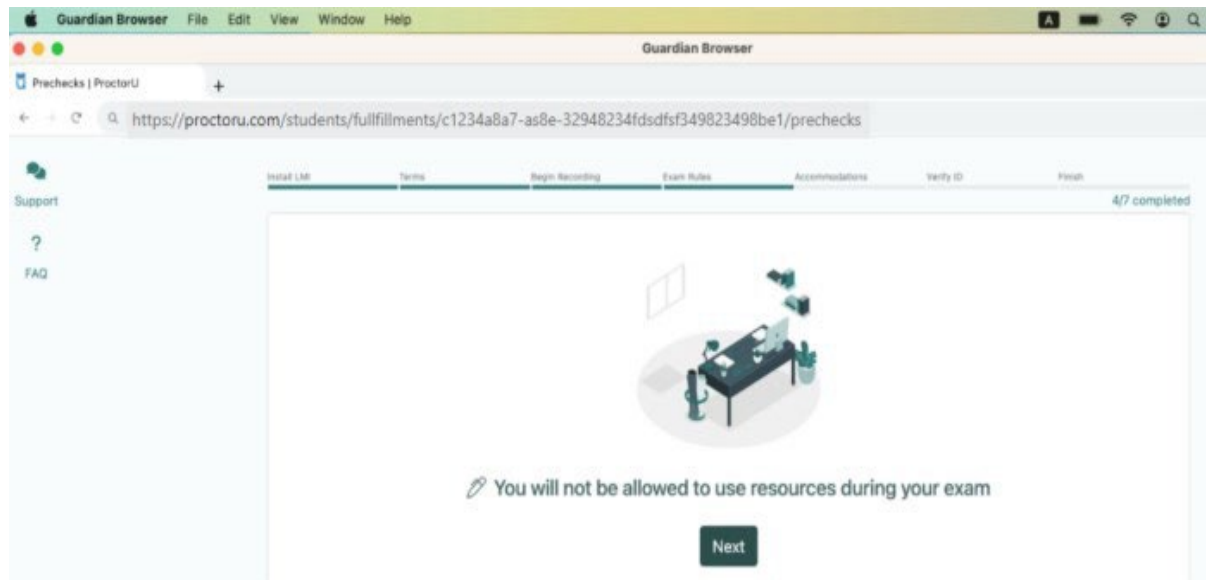 Guardian Browser File Edit View Window Help A
Guardian Browser
Prechecks | ProctorU +
https://proctoru.com/students/fullfillments/c1234a8a7-as8e-32948234fdsdfsf349823498be1/prechecks
Install LMI Terms Begin Recording Exam Rules Accommodations Verify ID Finish
4/7 completed
Support
?
FAQ
You will not be allowed to use resources during your exam
Next